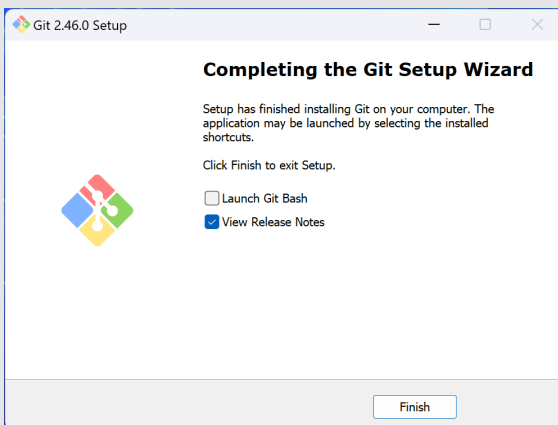 Git 2.46.0 Setup
Completing the Git Setup Wizard
Setup has finished installing Git on your computer. The
application may be launched by selecting the installed
shortcuts.
Click Finish to exit Setup.
Launch Git Bash
View Release Notes
Finish